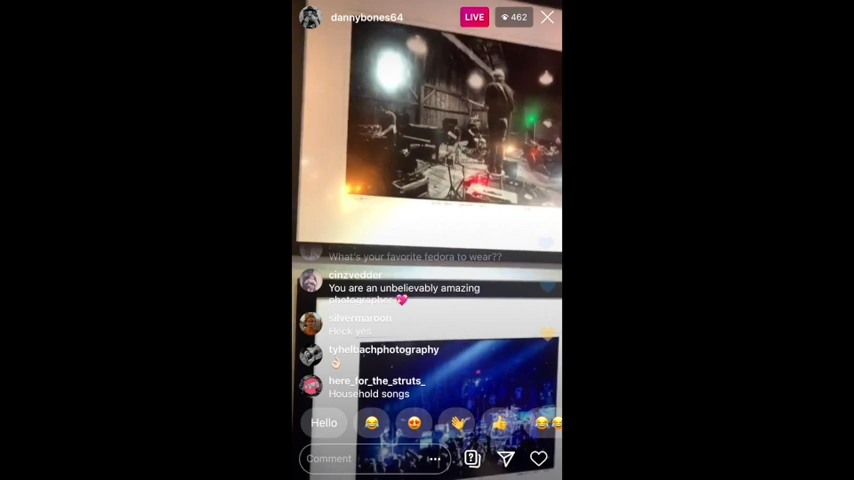 dannybones64
LIVE
462
What's your favorite fedora to wear??
cinzvedder
You are an unbelievably amazing
photographer 💖
silvermaroon
Heck yes
tyhelbachphotography
👌🏻
here_for_the_struts_
Household songs
Hello 😂 😍 👋 👍 😂😂
Comment